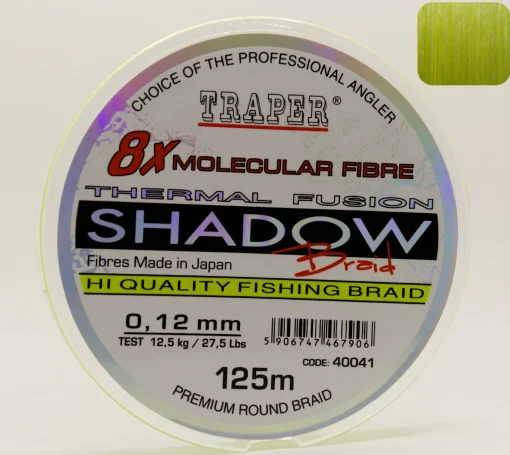 CHOICE OF THE PROFESSIONAL ANGLER
TRAPER®
8X MOLECULAR FIBRE
THERMAL FUSION
SHADOW
Braid
Fibres Made in Japan
HI QUALITY FISHING BRAID
0,12 mm
TEST 12,5 kg / 27,5 Lbs
5 906747 467906
CODE: 40041
125m
PREMIUM ROUND BRAID